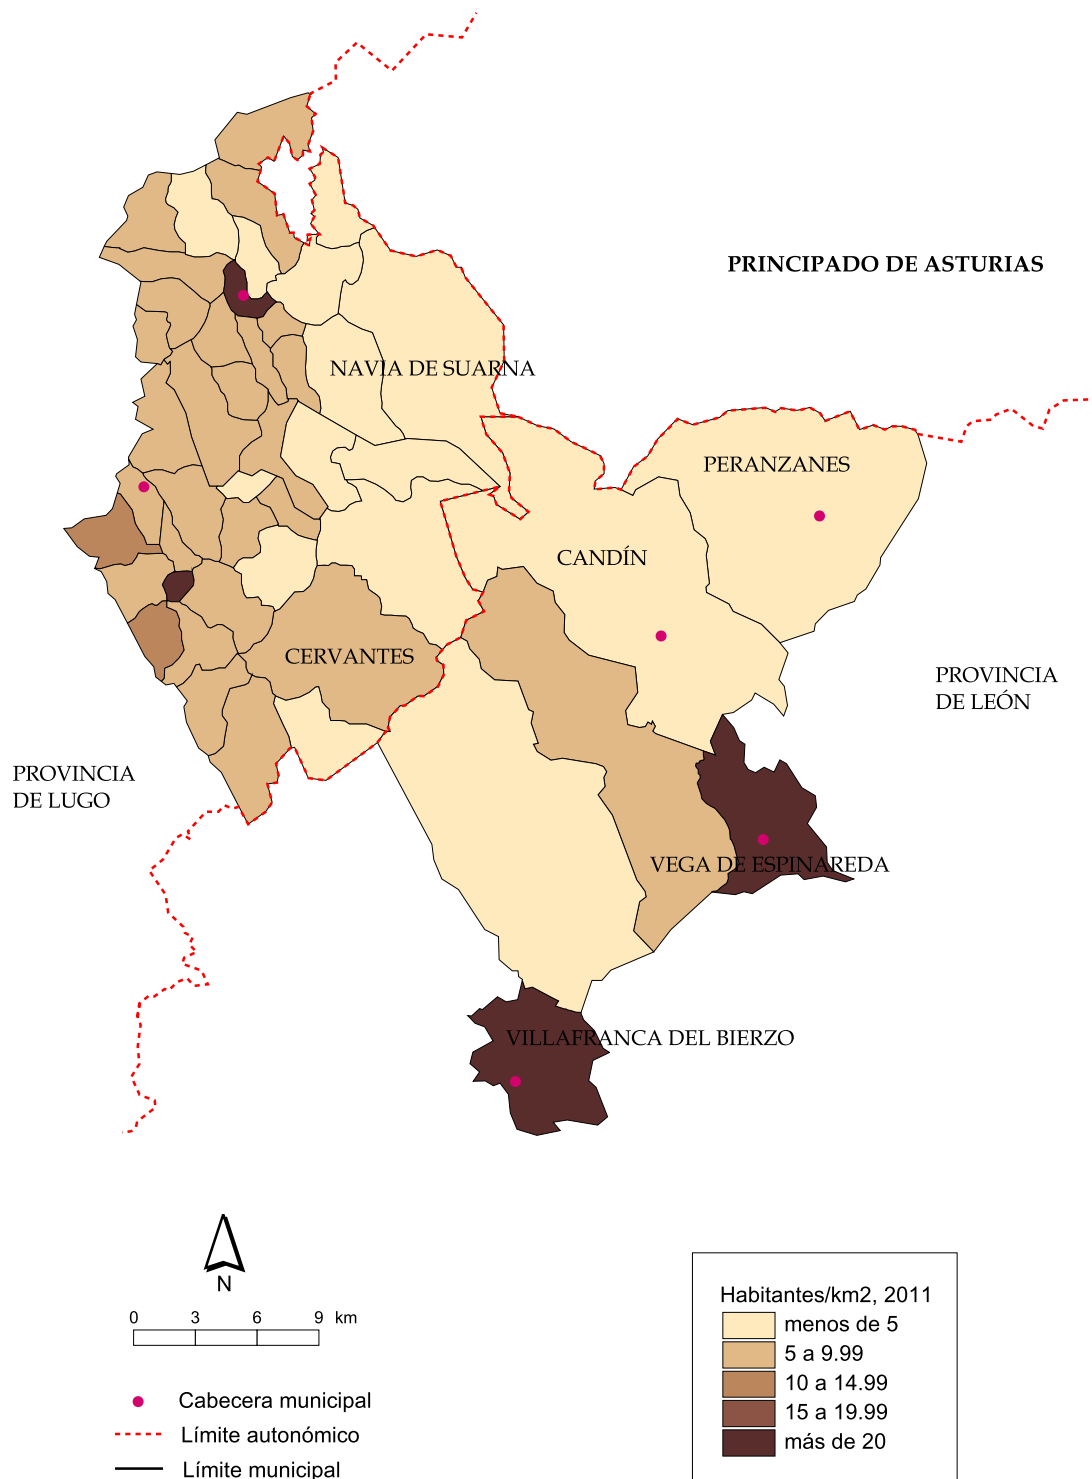 PRINCIPADO DE ASTURIAS
NAVIA DE SUARNA
PERANZANES
CANDÍN
CERVANTES
PROVINCIA
DE LEÓN
PROVINCIA
DE LUGO
VEGA DE ESPINAREDA
VILLAFRANCA DEL BIERZO
N
0 3 6 9 km
Cabecera municipal
Límite autonómico
Límite municipal
Habitantes/km2, 2011
menos de 5
5 a 9.99
10 a 14.99
15 a 19.99
más de 20